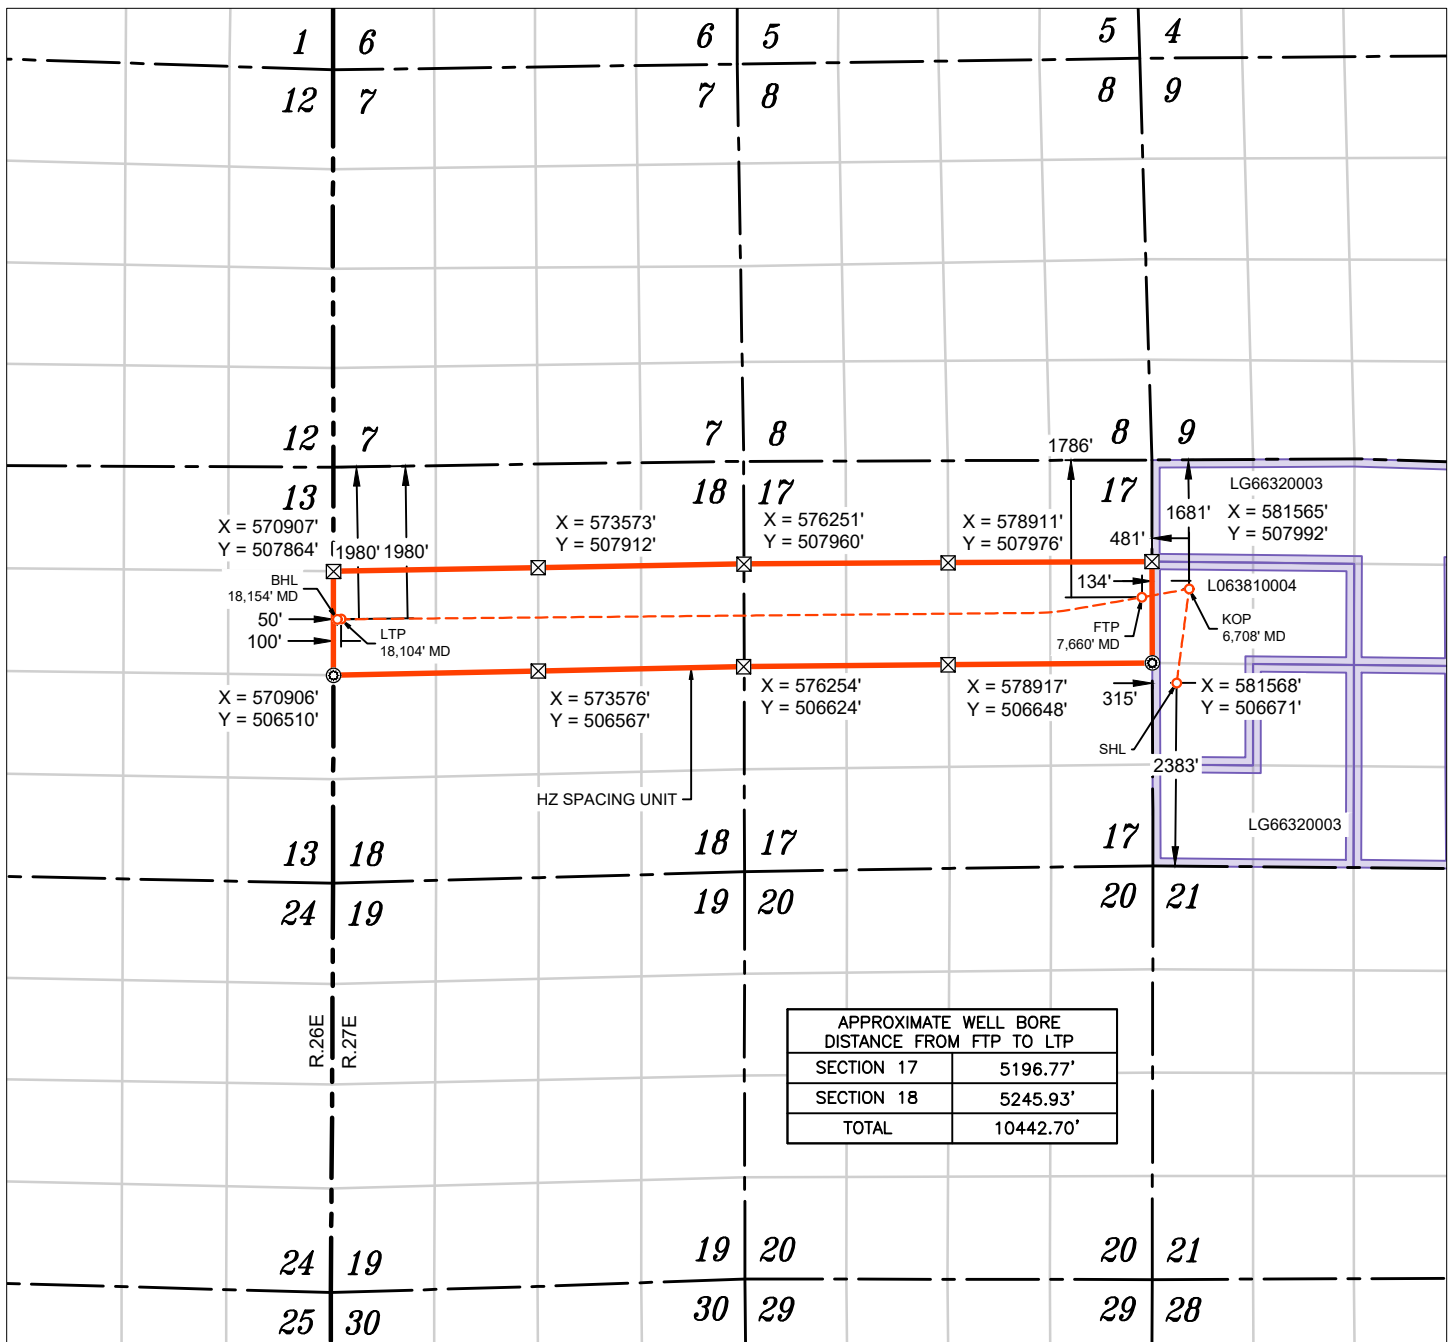 1 6
6 5
5 4
12 7
7 8
8 9
12 7
7 8
8 9
1786'
13
18 17
17
LG66320003
X = 570907'
Y = 507864'
X = 573573'
Y = 507912'
X = 576251'
Y = 507960'
X = 578911'
Y = 507976'
1681'
X = 581565'
Y = 507992'
481'
1980' 1980'
BHL
18,154' MD
134'
L063810004
50'
100'
LTP
18,104' MD
FTP
7,660' MD
KOP
6,708' MD
X = 570906'
Y = 506510'
X = 573576'
Y = 506567'
X = 576254'
Y = 506624'
X = 578917'
Y = 506648'
315'
X = 581568'
Y = 506671'
SHL
2383'
HZ SPACING UNIT
LG66320003
13 18
18 17
17
24 19
19 20
20 21
R.26E
R.27E
APPROXIMATE WELL BORE
DISTANCE FROM FTP TO LTP
SECTION 17 5196.77'
SECTION 18 5245.93'
TOTAL 10442.70'
24 19
19 20
20 21
25 30
30 29
29 28